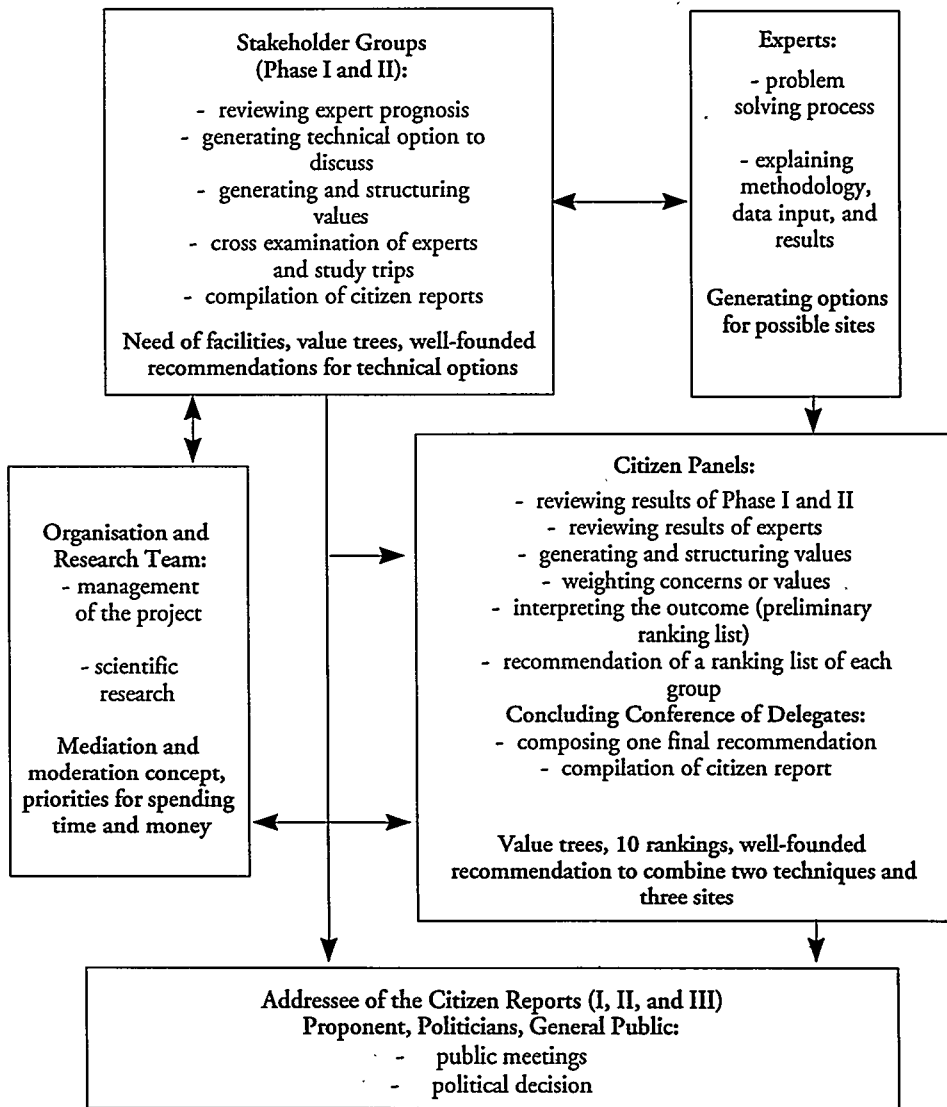 Stakeholder Groups
(Phase I and II):
- reviewing expert prognosis
- generating technical option to
discuss
- generating and structuring
values
- cross examination of experts
and study trips
- compilation of citizen reports
Need of facilities, value trees, well-founded
recommendations for technical options
Experts:
- problem
solving process
- explaining
methodology,
data input, and
results
Generating options
for possible sites
Organisation and
Research Team:
- management
of the project
- scientific
research
Mediation and
moderation concept,
priorities for spending
time and money
Citizen Panels:
- reviewing results of Phase I and II
- reviewing results of experts
- generating and structuring values
- weighting concerns or values
- interpreting the outcome (preliminary
ranking list)
- recommendation of a ranking list of each
group
Concluding Conference of Delegates:
- composing one final recommendation
- compilation of citizen report
Value trees, 10 rankings, well-founded
recommendation to combine two techniques and
three sites
Addressee of the Citizen Reports (I, II, and III)
Proponent, Politicians, General Public:
- public meetings
- political decision